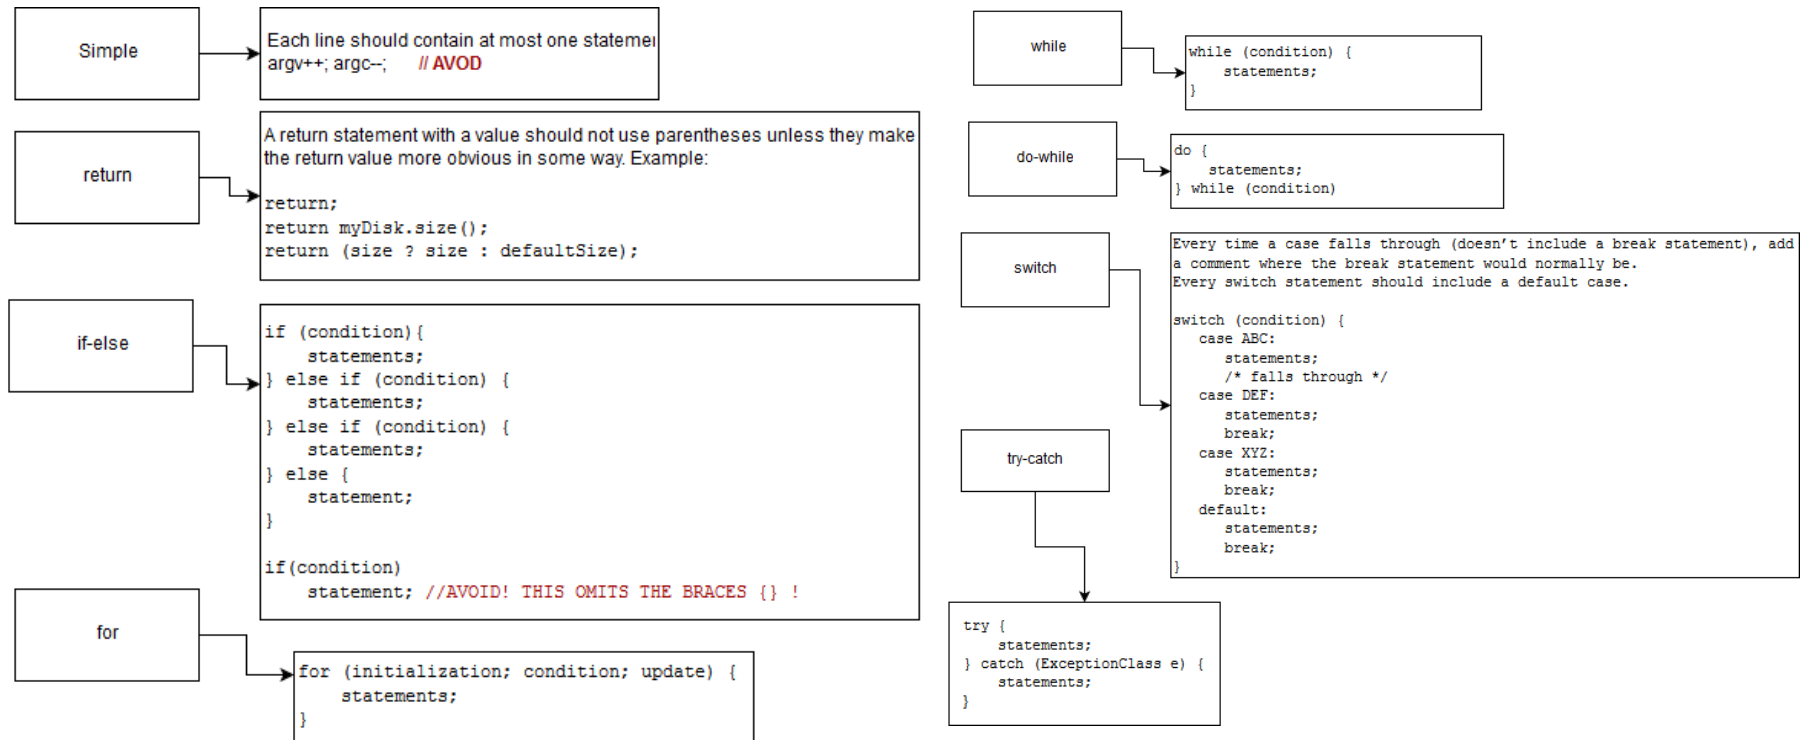 Simple
Each line should contain at most one statemen
argv++; argc--; // AVOD
return
A return statement with a value should not use parentheses unless they make
the return value more obvious in some way. Example:
return;
return myDisk.size();
return (size ? size : defaultSize);
if-else
if (condition){
    statements;
} else if (condition) {
    statements;
} else if (condition) {
    statements;
} else {
    statement;
}
if(condition)
    statement; //AVOID! THIS OMITS THE BRACES {} !
for
for (initialization; condition; update) {
    statements;
}
while
while (condition) {
    statements;
}
do-while
do {
    statements;
} while (condition)
switch
Every time a case falls through (doesn't include a break statement), add
a comment where the break statement would normally be.
Every switch statement should include a default case.
switch (condition) {
   case ABC:
      statements;
      /* falls through */
   case DEF:
      statements;
      break;
   case XYZ:
      statements;
      break;
   default:
      statements;
      break;
}
try-catch
try {
    statements;
} catch (ExceptionClass e) {
    statements;
}